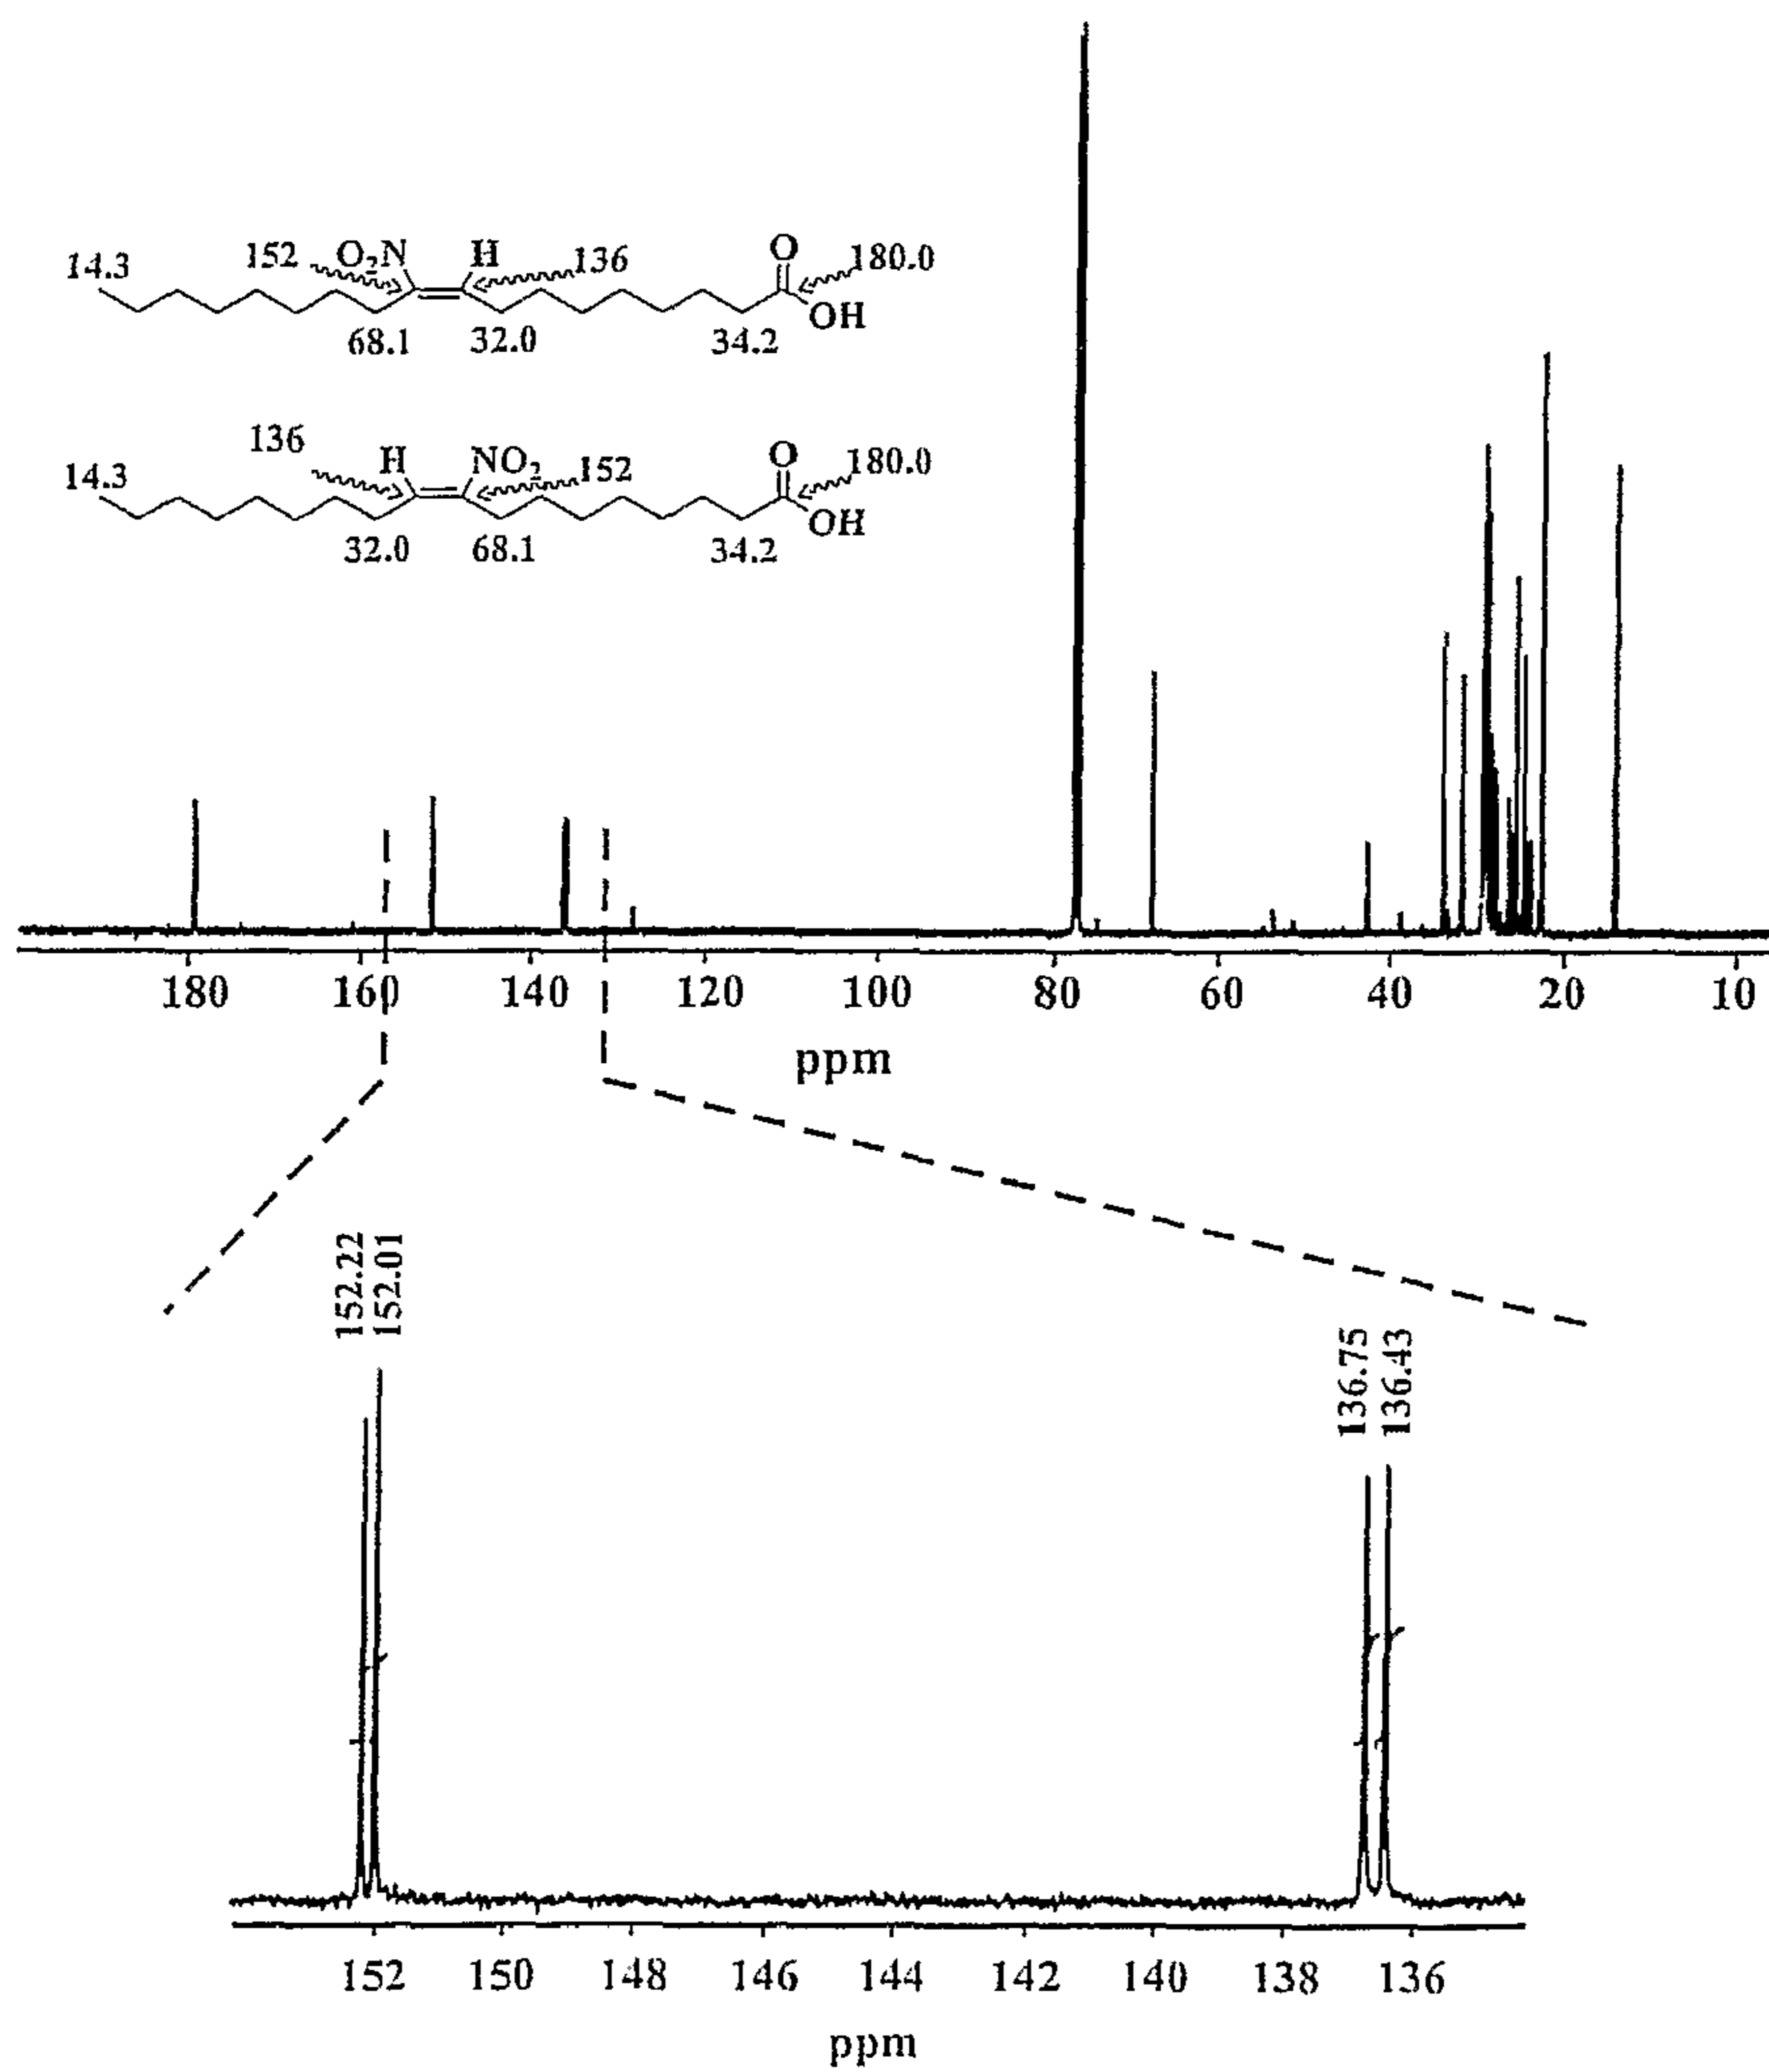 14.3 152 O₂N H 136 O 180.0
OH
68.1 32.0 34.2
136
14.3 H NO₂ 152 O 180.0
OH
32.0 68.1 34.2
180 160 140 120 100 80 60 40 20 10
ppm
152.22
152.01
136.75
136.43
152 150 148 146 144 142 140 138 136
ppm